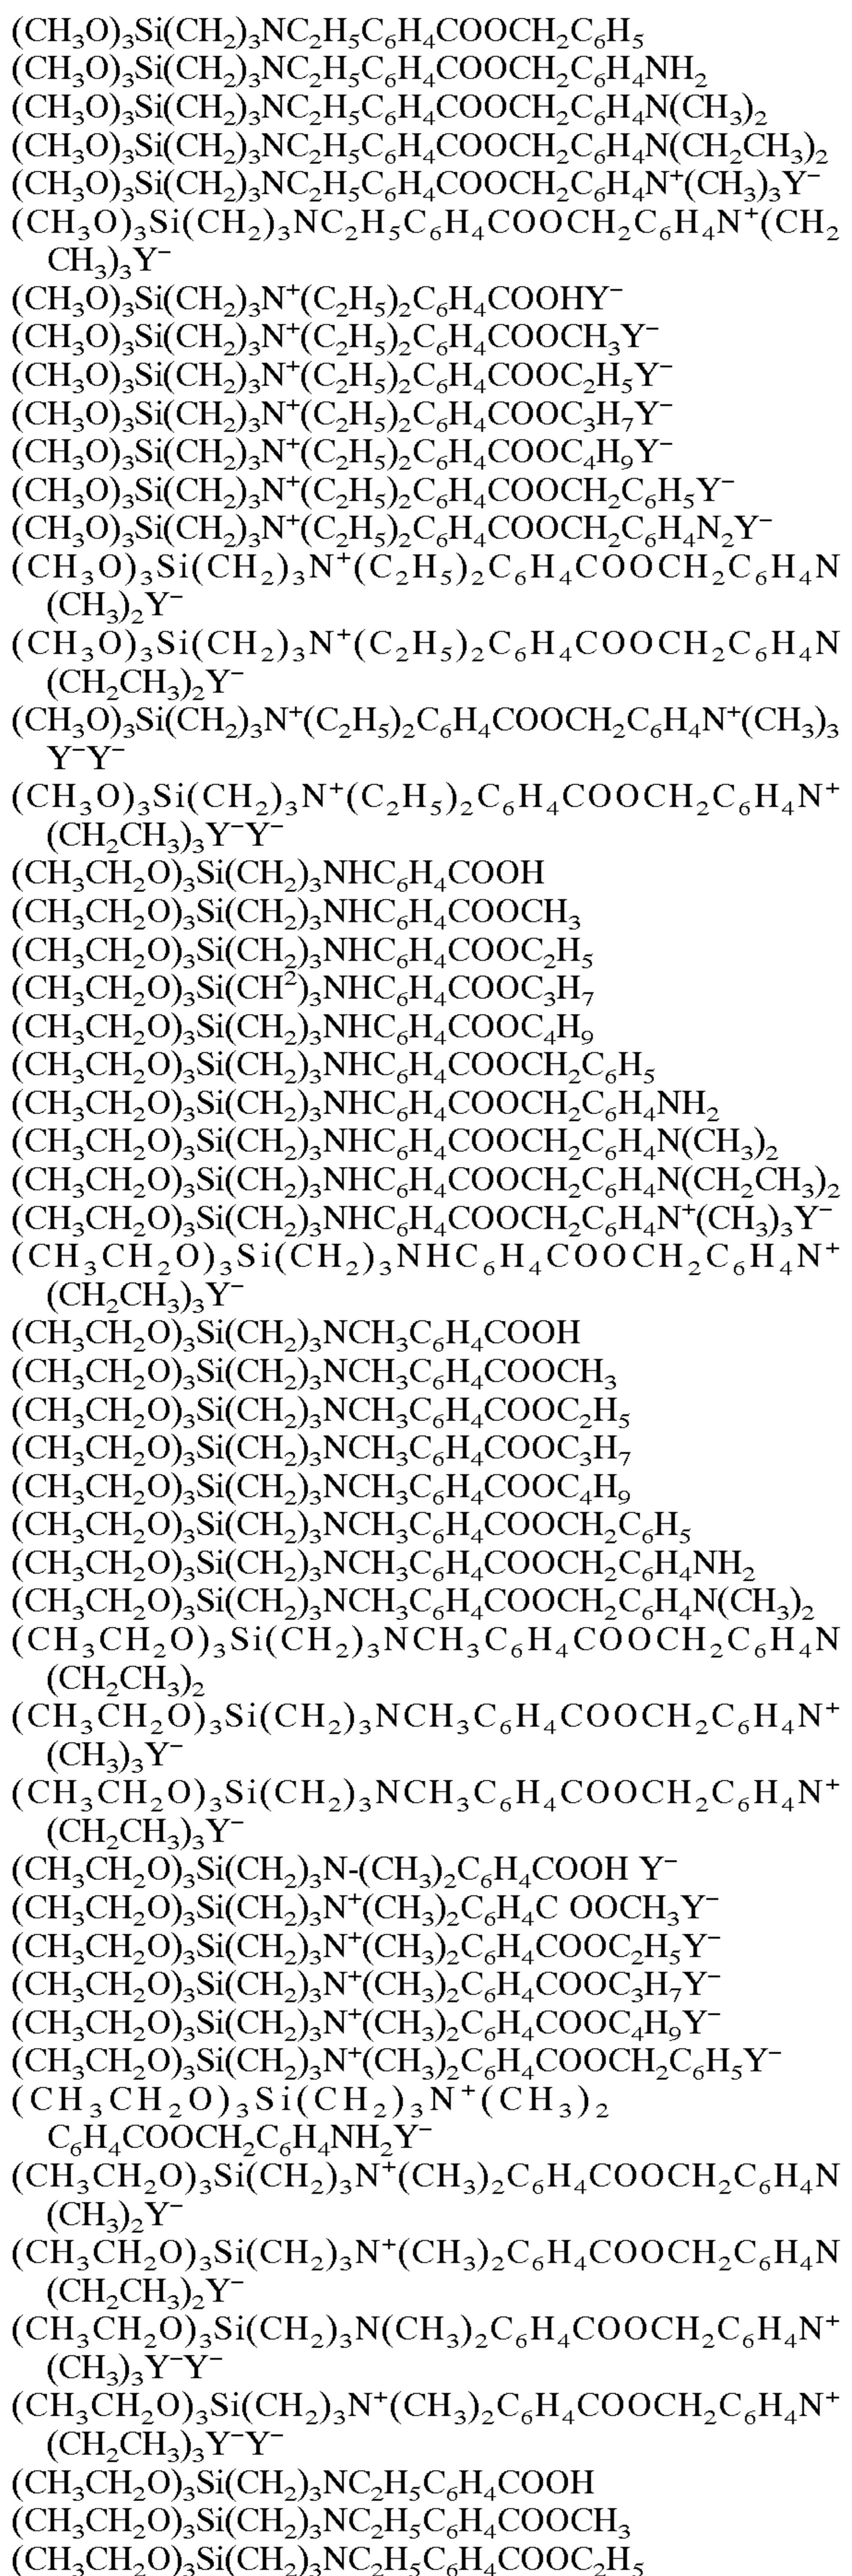 (CH₃O)₃Si(CH₂)₃NC₂H₅C₆H₄COOCH₂C₆H₅
(CH₃O)₃Si(CH₂)₃NC₂H₅C₆H₄COOCH₂C₆H₄NH₂
(CH₃O)₃Si(CH₂)₃NC₂H₅C₆H₄COOCH₂C₆H₄N(CH₃)₂
(CH₃O)₃Si(CH₂)₃NC₂H₅C₆H₄COOCH₂C₆H₄N(CH₂CH₃)₂
(CH₃O)₃Si(CH₂)₃NC₂H₅C₆H₄COOCH₂C₆H₄N⁺(CH₃)₃Y⁻
(CH₃O)₃Si(CH₂)₃NC₂H₅C₆H₄COOCH₂C₆H₄N⁺(CH₂
CH₃)₃Y⁻
(CH₃O)₃Si(CH₂)₃N⁺(C₂H₅)₂C₆H₄COOHY⁻
(CH₃O)₃Si(CH₂)₃N⁺(C₂H₅)₂C₆H₄COOCH₃Y⁻
(CH₃O)₃Si(CH₂)₃N⁺(C₂H₅)₂C₆H₄COOC₂H₅Y⁻
(CH₃O)₃Si(CH₂)₃N⁺(C₂H₅)₂C₆H₄COOC₃H₇Y⁻
(CH₃O)₃Si(CH₂)₃N⁺(C₂H₅)₂C₆H₄COOC₄H₉Y⁻
(CH₃O)₃Si(CH₂)₃N⁺(C₂H₅)₂C₆H₄COOCH₂C₆H₅Y⁻
(CH₃O)₃Si(CH₂)₃N⁺(C₂H₅)₂C₆H₄COOCH₂C₆H₄N₂Y⁻
(CH₃O)₃Si(CH₂)₃N⁺(C₂H₅)₂C₆H₄COOCH₂C₆H₄N
(CH₃)₂Y⁻
(CH₃O)₃Si(CH₂)₃N⁺(C₂H₅)₂C₆H₄COOCH₂C₆H₄N
(CH₂CH₃)₂Y⁻
(CH₃O)₃Si(CH₂)₃N⁺(C₂H₅)₂C₆H₄COOCH₂C₆H₄N⁺(CH₃)₃
Y⁻Y⁻
(CH₃O)₃Si(CH₂)₃N⁺(C₂H₅)₂C₆H₄COOCH₂C₆H₄N⁺
(CH₂CH₃)₃Y⁻Y⁻
(CH₃CH₂O)₃Si(CH₂)₃NHC₆H₄COOH
(CH₃CH₂O)₃Si(CH₂)₃NHC₆H₄COOCH₃
(CH₃CH₂O)₃Si(CH₂)₃NHC₆H₄COOC₂H₅
(CH₃CH₂O)₃Si(CH²)₃NHC₆H₄COOC₃H₇
(CH₃CH₂O)₃Si(CH₂)₃NHC₆H₄COOC₄H₉
(CH₃CH₂O)₃Si(CH₂)₃NHC₆H₄COOCH₂C₆H₅
(CH₃CH₂O)₃Si(CH₂)₃NHC₆H₄COOCH₂C₆H₄NH₂
(CH₃CH₂O)₃Si(CH₂)₃NHC₆H₄COOCH₂C₆H₄N(CH₃)₂
(CH₃CH₂O)₃Si(CH₂)₃NHC₆H₄COOCH₂C₆H₄N(CH₂CH₃)₂
(CH₃CH₂O)₃Si(CH₂)₃NHC₆H₄COOCH₂C₆H₄N⁺(CH₃)₃Y⁻
(CH₃CH₂O)₃Si(CH₂)₃NHC₆H₄COOCH₂C₆H₄N⁺
(CH₂CH₃)₃Y⁻
(CH₃CH₂O)₃Si(CH₂)₃NCH₃C₆H₄COOH
(CH₃CH₂O)₃Si(CH₂)₃NCH₃C₆H₄COOCH₃
(CH₃CH₂O)₃Si(CH₂)₃NCH₃C₆H₄COOC₂H₅
(CH₃CH₂O)₃Si(CH₂)₃NCH₃C₆H₄COOC₃H₇
(CH₃CH₂O)₃Si(CH₂)₃NCH₃C₆H₄COOC₄H₉
(CH₃CH₂O)₃Si(CH₂)₃NCH₃C₆H₄COOCH₂C₆H₅
(CH₃CH₂O)₃Si(CH₂)₃NCH₃C₆H₄COOCH₂C₆H₄NH₂
(CH₃CH₂O)₃Si(CH₂)₃NCH₃C₆H₄COOCH₂C₆H₄N(CH₃)₂
(CH₃CH₂O)₃Si(CH₂)₃NCH₃C₆H₄COOCH₂C₆H₄N
(CH₂CH₃)₂
(CH₃CH₂O)₃Si(CH₂)₃NCH₃C₆H₄COOCH₂C₆H₄N⁺
(CH₃)₃Y⁻
(CH₃CH₂O)₃Si(CH₂)₃NCH₃C₆H₄COOCH₂C₆H₄N⁺
(CH₂CH₃)₃Y⁻
(CH₃CH₂O)₃Si(CH₂)₃N-(CH₃)₂C₆H₄COOH Y⁻
(CH₃CH₂O)₃Si(CH₂)₃N⁺(CH₃)₂C₆H₄C OOCH₃Y⁻
(CH₃CH₂O)₃Si(CH₂)₃N⁺(CH₃)₂C₆H₄COOC₂H₅Y⁻
(CH₃CH₂O)₃Si(CH₂)₃N⁺(CH₃)₂C₆H₄COOC₃H₇Y⁻
(CH₃CH₂O)₃Si(CH₂)₃N⁺(CH₃)₂C₆H₄COOC₄H₉Y⁻
(CH₃CH₂O)₃Si(CH₂)₃N⁺(CH₃)₂C₆H₄COOCH₂C₆H₅Y⁻
(CH₃CH₂O)₃Si(CH₂)₃N⁺(CH₃)₂
C₆H₄COOCH₂C₆H₄NH₂Y⁻
(CH₃CH₂O)₃Si(CH₂)₃N⁺(CH₃)₂C₆H₄COOCH₂C₆H₄N
(CH₃)₂Y⁻
(CH₃CH₂O)₃Si(CH₂)₃N⁺(CH₃)₂C₆H₄COOCH₂C₆H₄N
(CH₂CH₃)₂Y⁻
(CH₃CH₂O)₃Si(CH₂)₃N(CH₃)₂C₆H₄COOCH₂C₆H₄N⁺
(CH₃)₃Y⁻Y⁻
(CH₃CH₂O)₃Si(CH₂)₃N⁺(CH₃)₂C₆H₄COOCH₂C₆H₄N⁺
(CH₂CH₃)₃Y⁻Y⁻
(CH₃CH₂O)₃Si(CH₂)₃NC₂H₅C₆H₄COOH
(CH₃CH₂O)₃Si(CH₂)₃NC₂H₅C₆H₄COOCH₃
(CH₃CH₂O)₃Si(CH₂)₃NC₂H₅C₆H₄COOC₂H₅